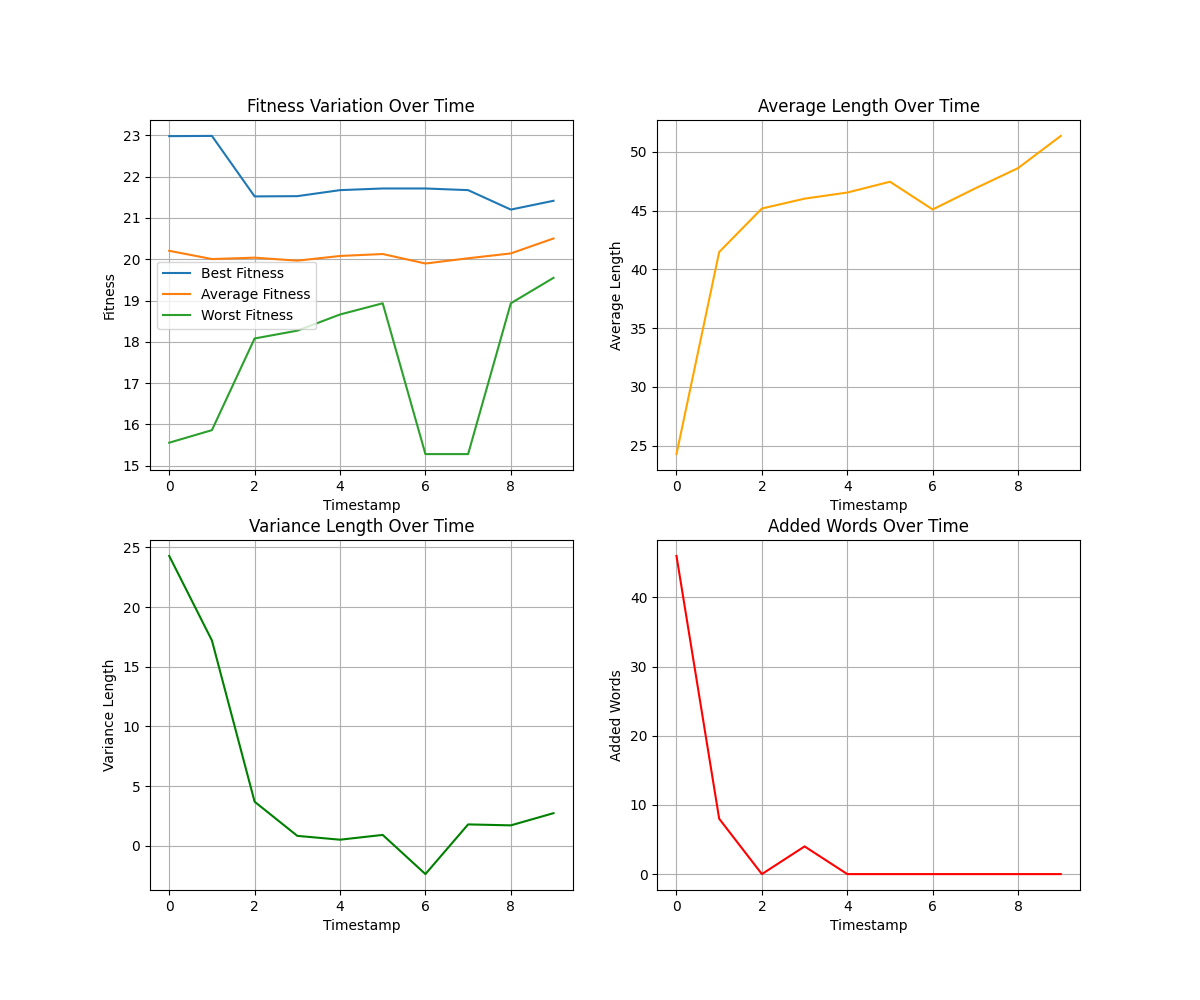 Fitness Variation Over Time
23
22
21
20
19
18
17
16
15
Fitness
Best Fitness
Average Fitness
Worst Fitness
0 2 4 6 8
Timestamp
Average Length Over Time
50
45
40
35
30
25
Average Length
0 2 4 6 8
Timestamp
Variance Length Over Time
25
20
15
10
5
0
Variance Length
0 2 4 6 8
Timestamp
Added Words Over Time
40
30
20
10
0
Added Words
0 2 4 6 8
Timestamp